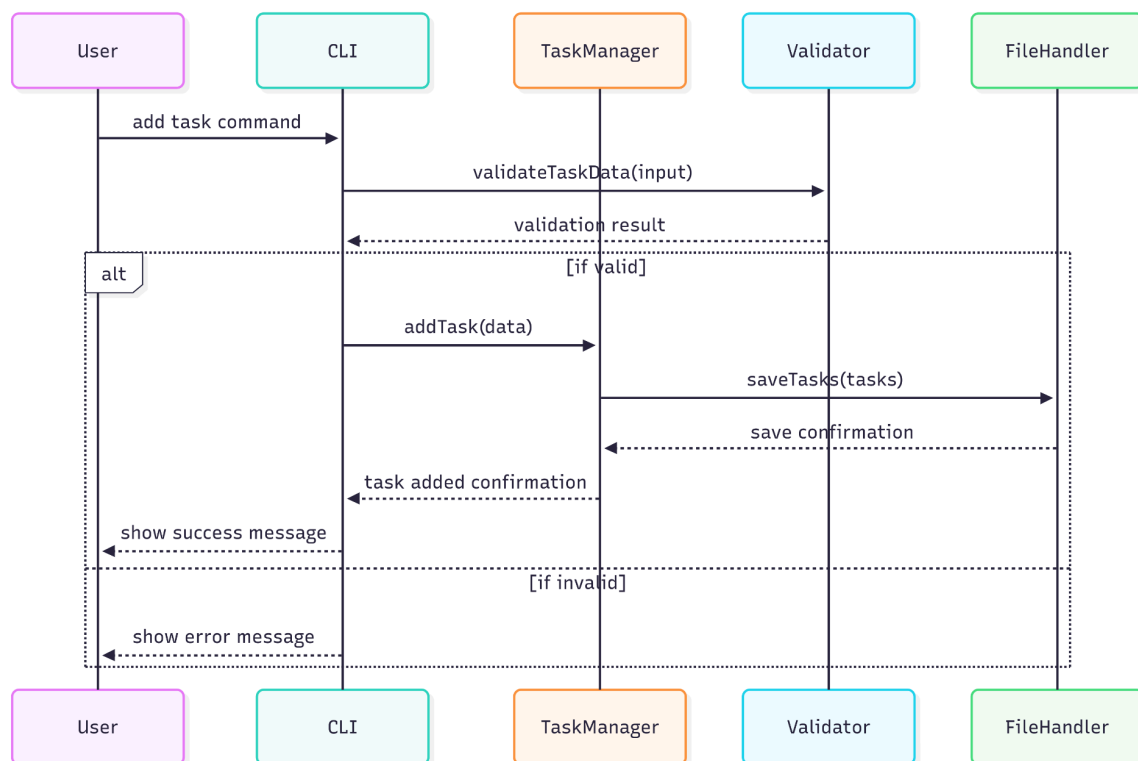 User
CLI
TaskManager
Validator
FileHandler
add task command
validateTaskData(input)
validation result
alt
[if valid]
addTask(data)
saveTasks(tasks)
save confirmation
task added confirmation
show success message
[if invalid]
show error message
User
CLI
TaskManager
Validator
FileHandler